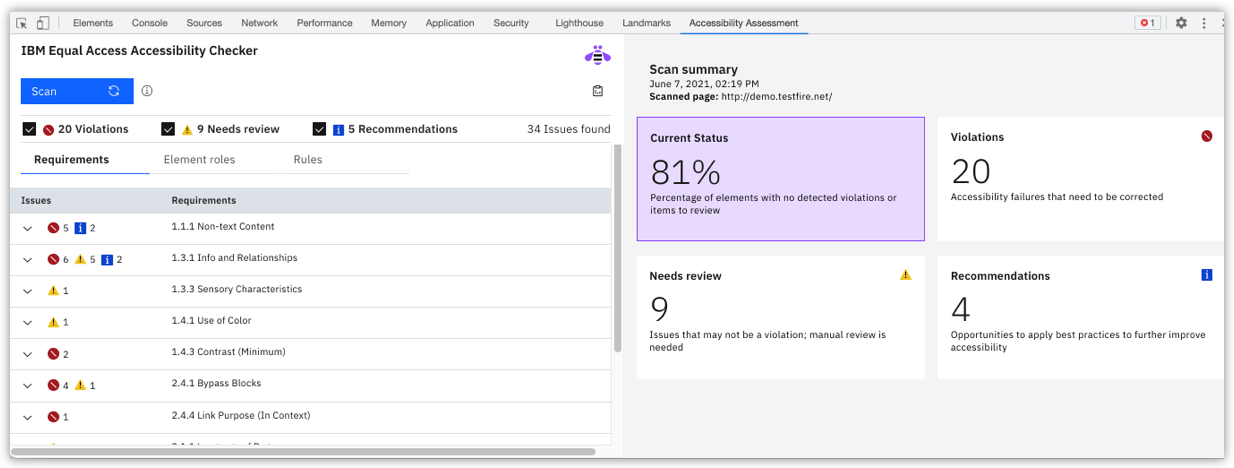 Elements Console Sources Network Performance Memory Application Security Lighthouse Landmarks Accessibility Assessment 1
IBM Equal Access Accessibility Checker
Scan
20 Violations 9 Needs review 5 Recommendations 34 Issues found
Requirements Element roles Rules
Issues Requirements
5 2 1.1.1 Non-text Content
6 5 2 1.3.1 Info and Relationships
1 1.3.3 Sensory Characteristics
1 1.4.1 Use of Color
2 1.4.3 Contrast (Minimum)
4 1 2.4.1 Bypass Blocks
1 2.4.4 Link Purpose (In Context)
Scan summary
June 7, 2021, 02:19 PM
Scanned page: http://demo.testfire.net/
Current Status
81%
Percentage of elements with no detected violations or
items to review
Violations
20
Accessibility failures that need to be corrected
Needs review
9
Issues that may not be a violation; manual review is
needed
Recommendations
4
Opportunities to apply best practices to further improve
accessibility